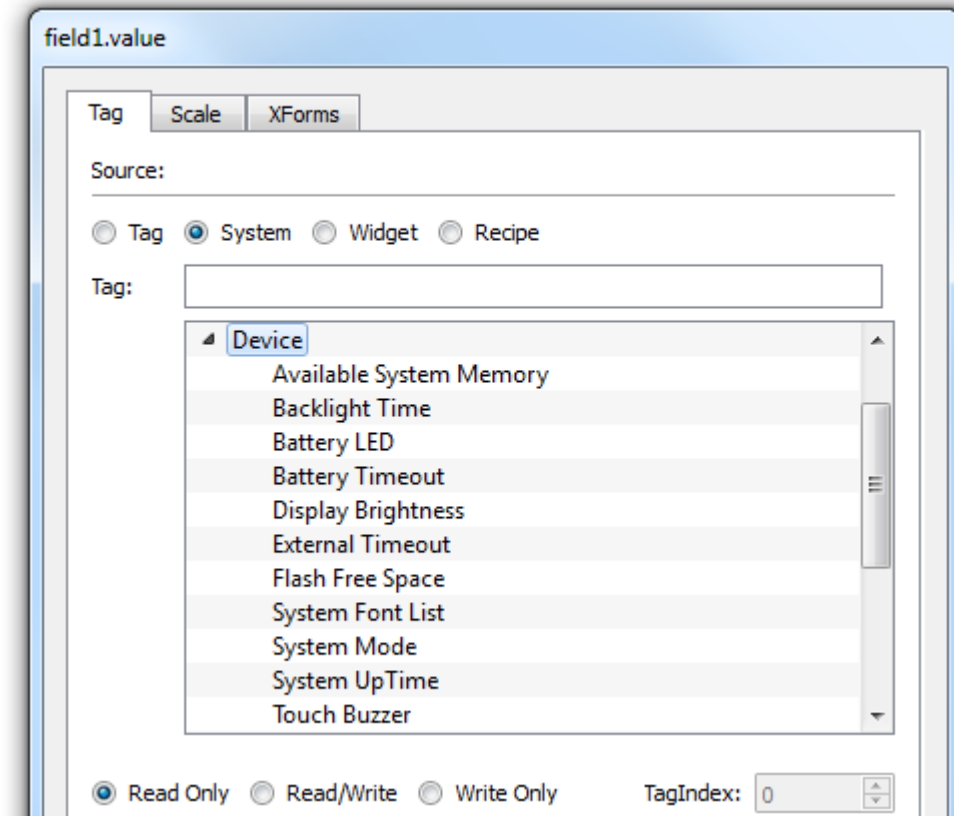 field1.value
Tag Scale XForms
Source:
Tag System Widget Recipe
Tag:
Device
Available System Memory
Backlight Time
Battery LED
Battery Timeout
Display Brightness
External Timeout
Flash Free Space
System Font List
System Mode
System UpTime
Touch Buzzer
Read Only Read/Write Write Only TagIndex: 0